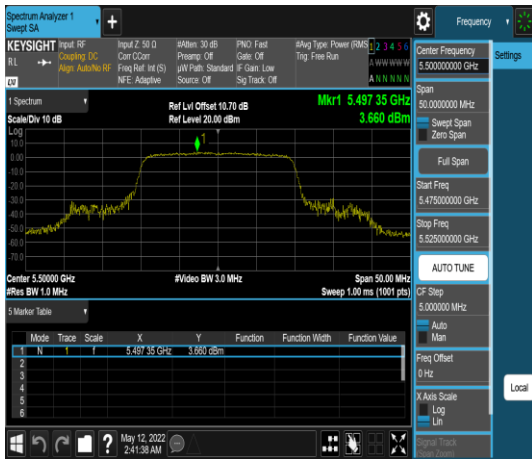 Spectrum Analyzer 1
Swept SA
+
Frequency
KEYSIGHT
RL
LXI
Input: RF
Coupling: DC
Align: Auto/No RF
Input Z: 50 Ω
Corr CCorr
Freq Ref: Int (S)
NFE: Adaptive
#Atten: 30 dB
Preamp: Off
µW Path: Standard
Source: Off
PNO: Fast
Gate: Off
IF Gain: Low
Sig Track: Off
#Avg Type: Power (RMS
Trig: Free Run
1 2 3 4 5 6
A W W W W W
A N N N N N
1 Spectrum
Scale/Div 10 dB
Ref Lvl Offset 10.70 dB
Ref Level 20.00 dBm
Mkr1 5.497 35 GHz
3.660 dBm
Log
10.0
0.00
-10.0
-20.0
-30.0
-40.0
-50.0
-60.0
-70.0
1
Center 5.50000 GHz
#Res BW 1.0 MHz
#Video BW 3.0 MHz
Span 50.00 MHz
Sweep 1.00 ms (1001 pts)
5 Marker Table
Mode Trace Scale X Y Function Function Width Function Value
1 N 1 f 5.497 35 GHz 3.660 dBm
2
3
4
5
6
May 12, 2022
2:41:38 AM
Center Frequency
5.500000000 GHz
Span
50.0000000 MHz
Swept Span
Zero Span
Full Span
Start Freq
5.475000000 GHz
Stop Freq
5.525000000 GHz
AUTO TUNE
CF Step
5.000000 MHz
Auto
Man
Freq Offset
0 Hz
X Axis Scale
Log
Lin
Signal Track
(Span Zoom)
Settings
Local